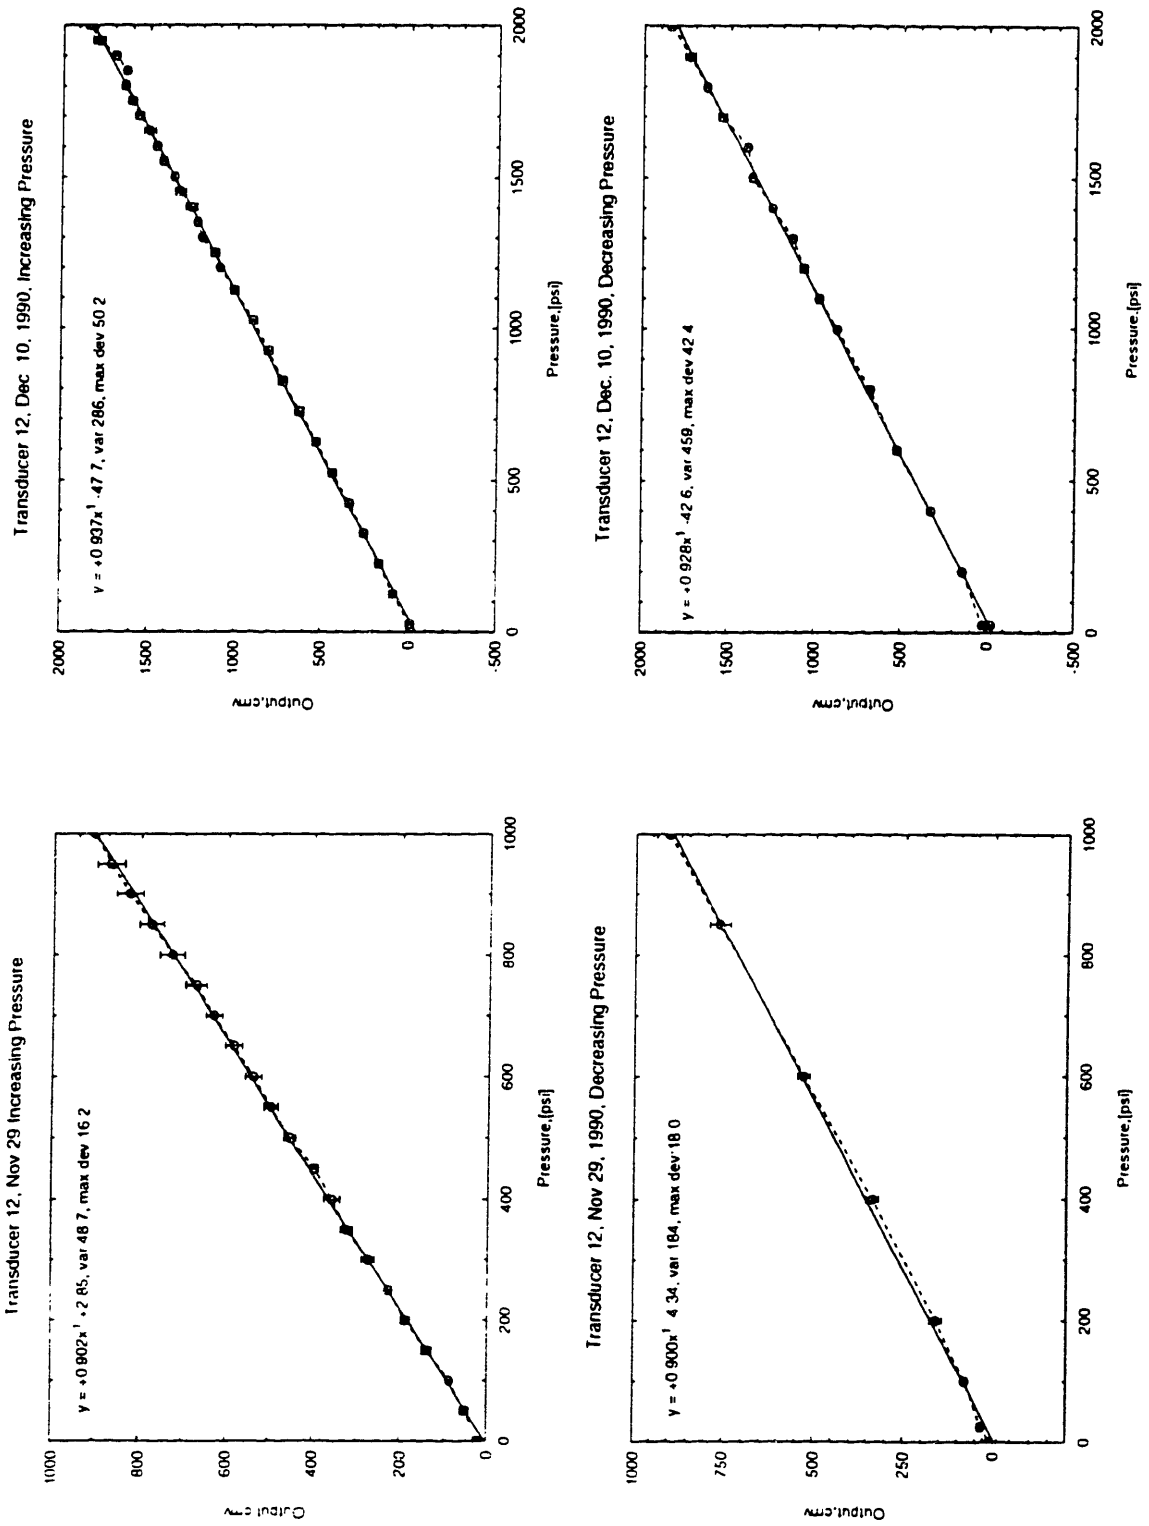 Transducer 12, Nov 29 Increasing Pressure
y = +0 902x¹ +2 85, var 48 7, max dev 16 2
1000
800
600
400
200
0
Output,cmv
0
200
400
600
800
1000
Pressure,[psi]
Transducer 12, Dec 10, 1990, Increasing Pressure
y = +0 937x¹ -47 7, var 286, max dev 50 2
2000
1500
1000
500
0
-500
Output,cmv
0
500
1000
1500
2000
Pressure,[psi]
Transducer 12, Nov 29, 1990, Decreasing Pressure
y = +0 900x¹ 4 34, var 184, max dev 18 0
1000
750
500
250
0
Output,cmv
0
200
400
600
800
1000
Pressure,[psi]
Transducer 12, Dec. 10, 1990, Decreasing Pressure
y = +0 928x¹ -42 6, var 459, max dev 42 4
2000
1500
1000
500
0
-500
Output,cmv
0
500
1000
1500
2000
Pressure,[psi]